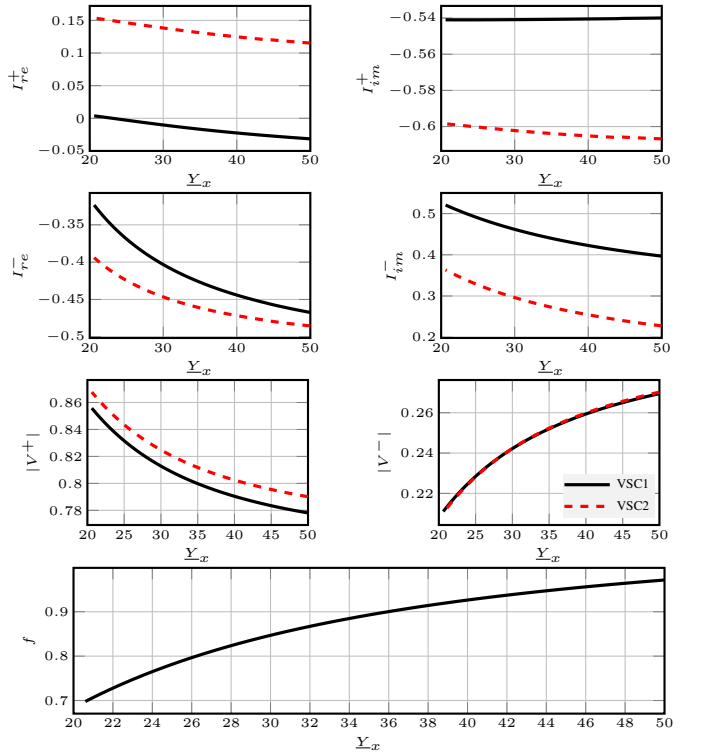 0.15
0.1
0.05
0
−0.05
I⁺re
20 30 40 50
Y_x
−0.54
−0.56
−0.58
−0.6
I⁺im
20 30 40 50
Y_x
−0.35
−0.4
−0.45
−0.5
I⁻re
20 30 40 50
Y_x
0.5
0.4
0.3
0.2
I⁻im
20 30 40 50
Y_x
0.86
0.84
0.82
0.8
0.78
|V⁺|
20 25 30 35 40 45 50
Y_x
0.26
0.24
0.22
|V⁻|
VSC1
VSC2
20 25 30 35 40 45 50
Y_x
0.9
0.8
0.7
f
20 22 24 26 28 30 32 34 36 38 40 42 44 46 48 50
Y_x